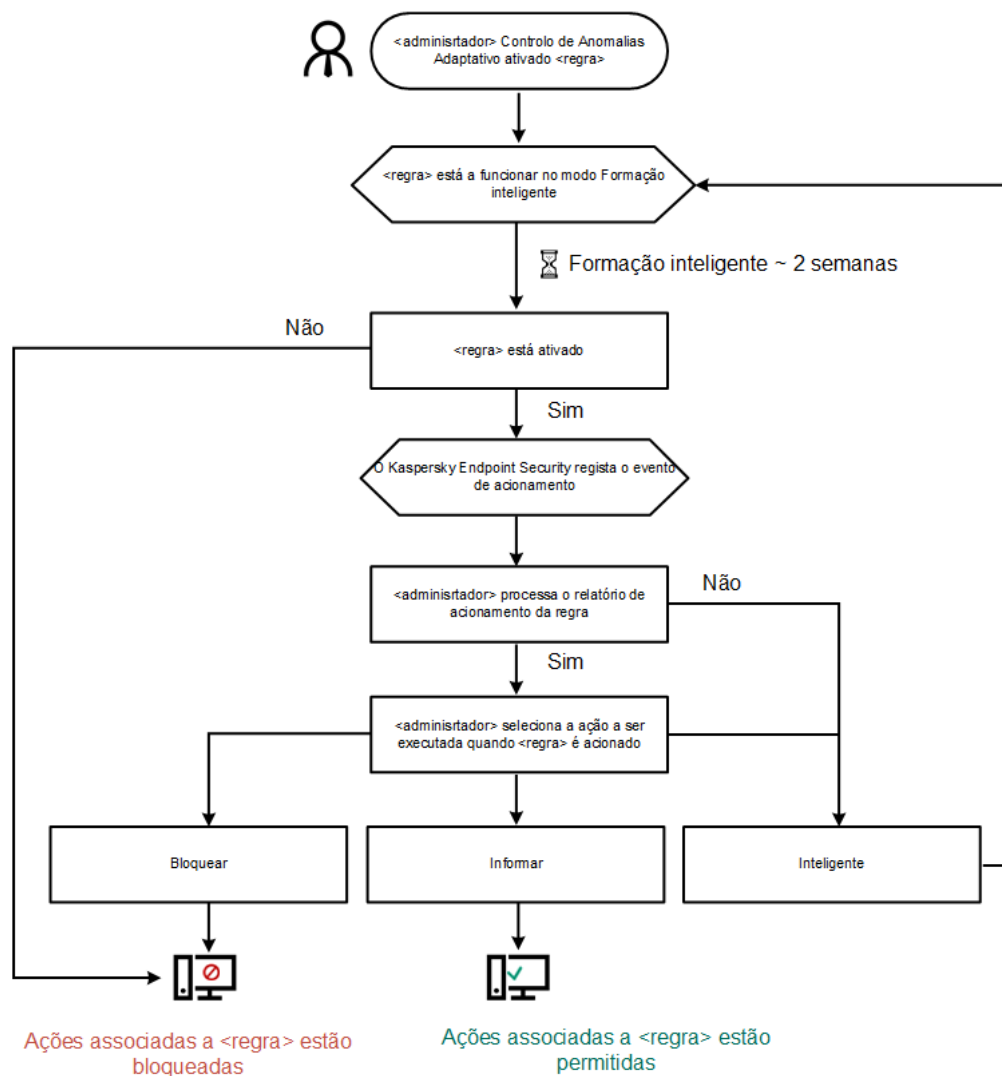 <adminisrtador> Controlo de Anomalias
Adaptativo ativado <regra>
<regra> está a funcionar no modo Formação
inteligente
Formação inteligente ~ 2 semanas
Não
<regra> está ativado
Sim
O Kaspersky Endpoint Security regista o evento
de acionamento
<adminisrtador> processa o relatório de
acionamento da regra
Não
Sim
<adminisrtador> seleciona a ação a ser
executada quando <regra> é acionado
Bloquear
Informar
Inteligente
Ações associadas a <regra> estão
bloqueadas
Ações associadas a <regra> estão
permitidas